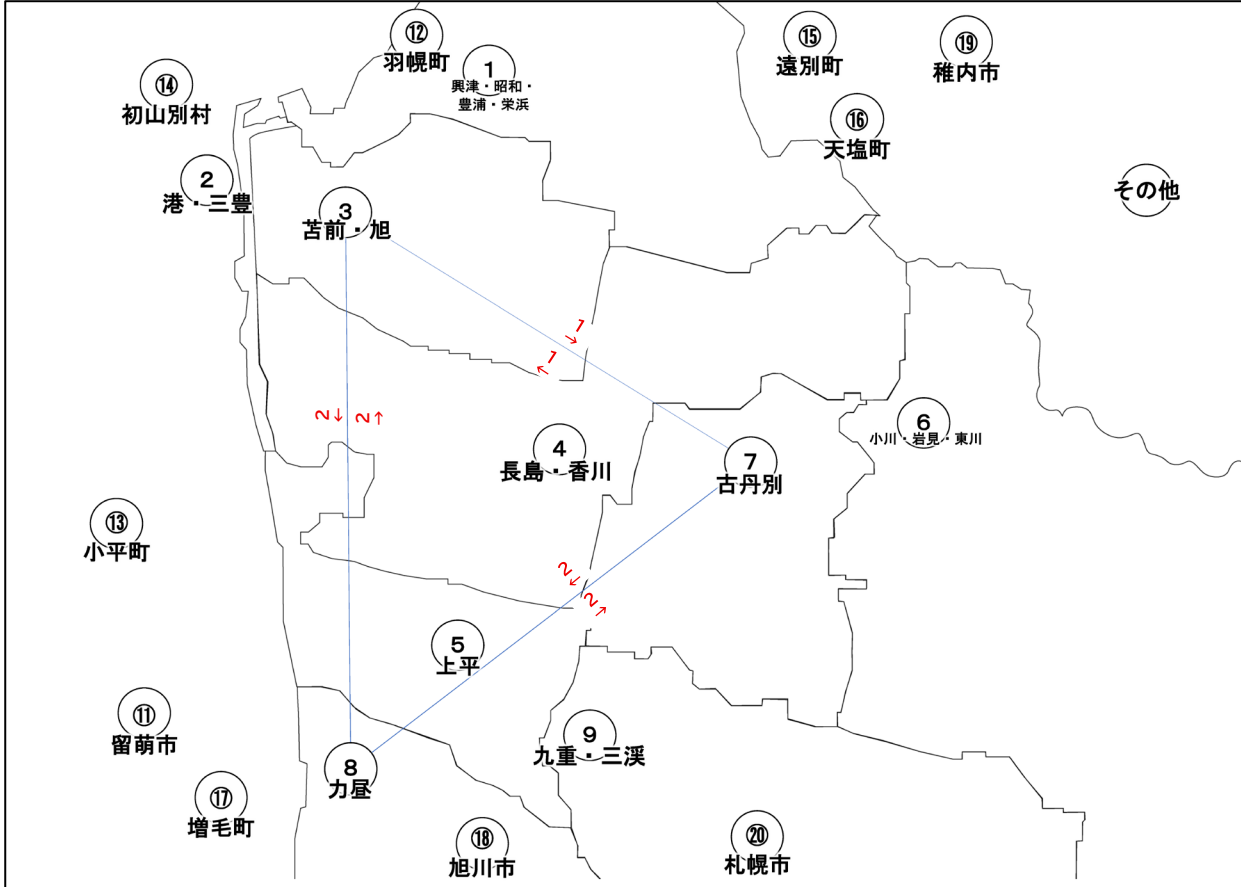 ⑫
羽幌町
1
興津・昭和・
豊浦・栄浜
⑮
遠別町
⑲
稚内市
⑭
初山別村
⑯
天塩町
2
港・三豊
3
苫前・旭
その他
1
→
1
←
2↓ 2↑
4
長島・香川
7
古丹別
6
小川・岩見・東川
⑬
小平町
2
←
2
→
5
上平
⑪
留萌市
8
力昼
9
九重・三渓
⑰
増毛町
⑱
旭川市
⑳
札幌市